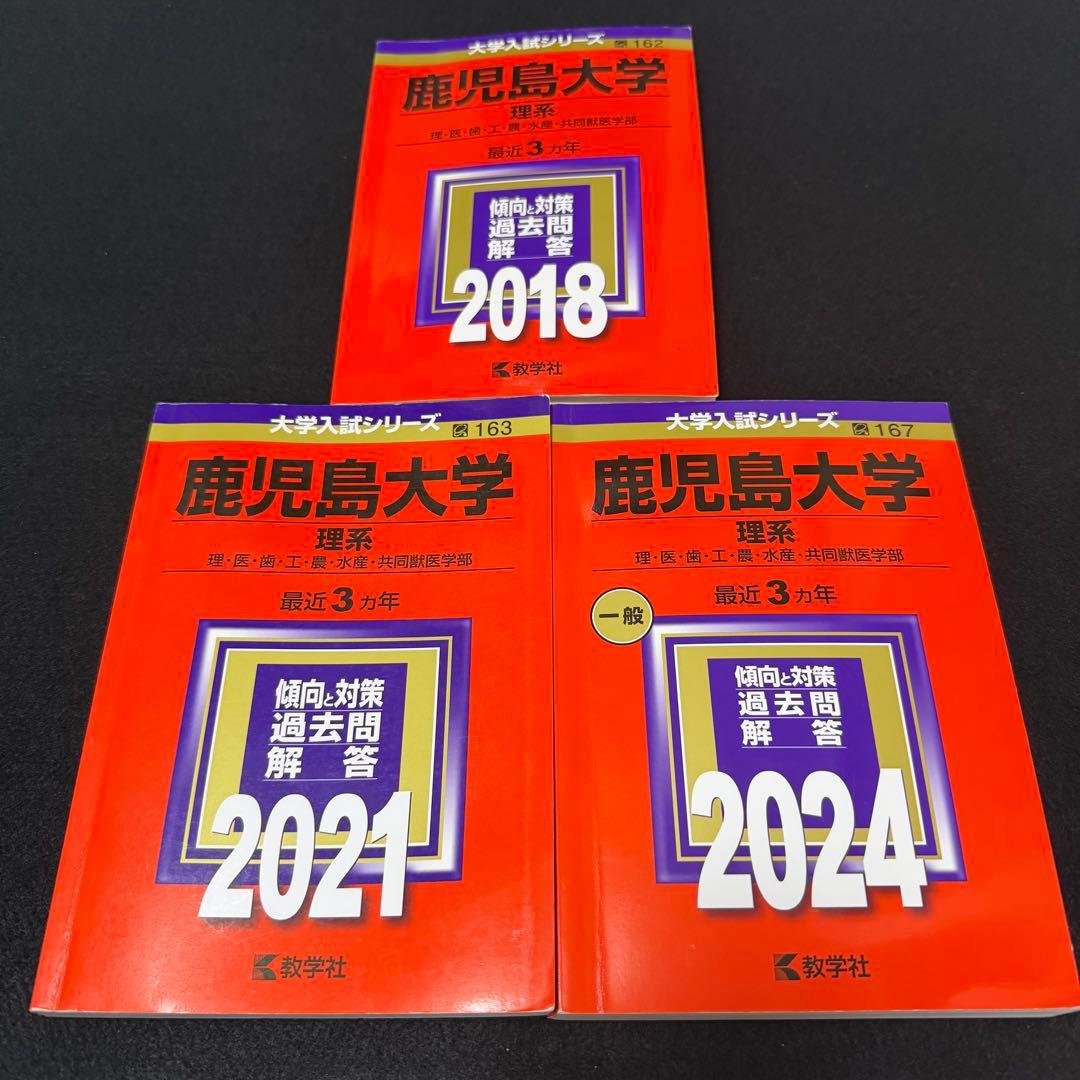 大学入試シリーズ 162
鹿児島大学
理系
理・医・歯・工・農・水産・共同獣医学部
最近3カ年
傾向と対策
過去問
解答
2018
教学社
大学入試シリーズ 163
鹿児島大学
理系
理・医・歯・工・農・水産・共同獣医学部
最近3カ年
傾向と対策
過去問
解答
2021
教学社
大学入試シリーズ 167
鹿児島大学
理系
理・医・歯・工・農・水産・共同獣医学部
最近3カ年
一般
傾向と対策
過去問
解答
2024
教学社